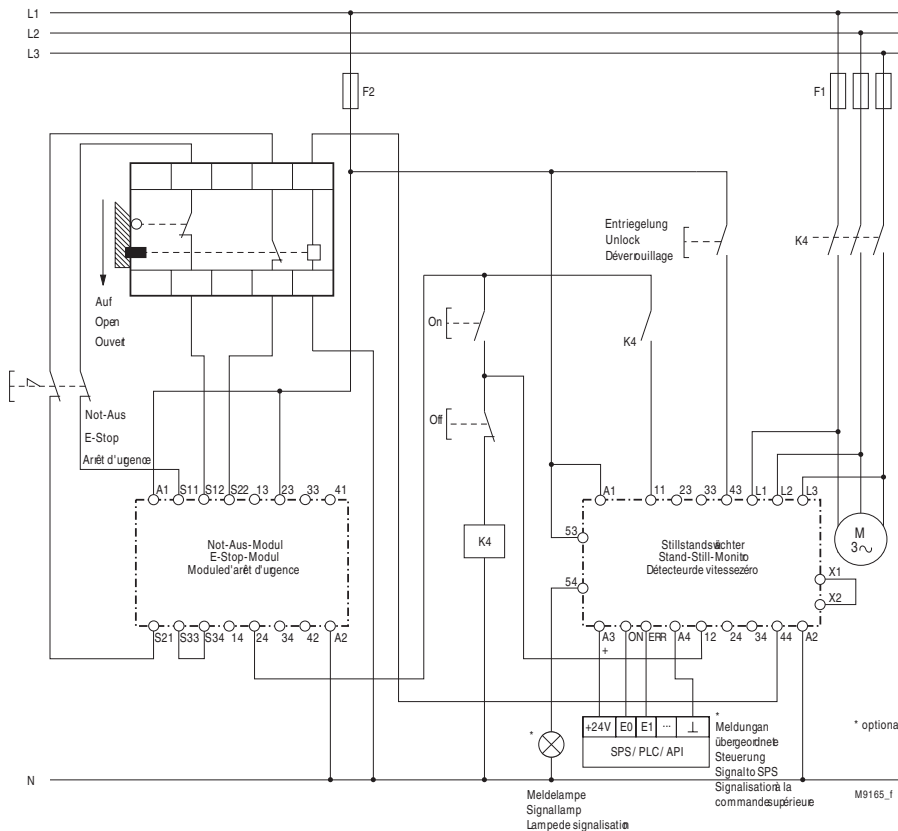 L1
L2
L3
F2
F1
Entriegelung
Unlock
Déverrouillage
K4
Auf
Open
Ouvert
On
K4
Off
Not-Aus
E-Stop
Arrêt d'urgence
A1 S11 S12 S22 13 23 33 41
A1 11 23 33 43 L1 L2 L3
Not-Aus-Modul
E-Stop-Modul
Module d'arrêt d'urgence
K4
53
Stillstandswächter
Stand-Still-Monitor
Détecteur de vitesse zéro
M
3~
54
X1
X2
S21 S33 S34 14 24 34 42 A2
A3 ON ERR A4 12 24 34 44 A2
+
+24V E0 E1 ... ⊥
SPS/ PLC/ API
*
*
Meldung an
übergeordnete
Steuerung
Signal to SPS
Signalisation à la
commande supérieure
* optiona
N
Meldelampe
Signallamp
Lampe de signalisation
M9165_f